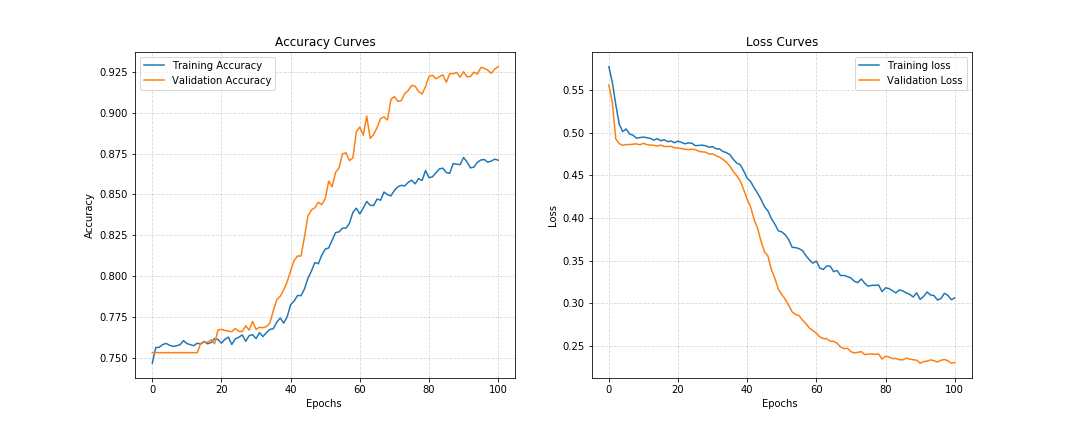 Accuracy Curves
Training Accuracy
Validation Accuracy
0.925
0.900
0.875
0.850
0.825
0.800
0.775
0.750
Accuracy
0 20 40 60 80 100
Epochs
Loss Curves
Training loss
Validation Loss
0.55
0.50
0.45
0.40
0.35
0.30
0.25
Loss
0 20 40 60 80 100
Epochs